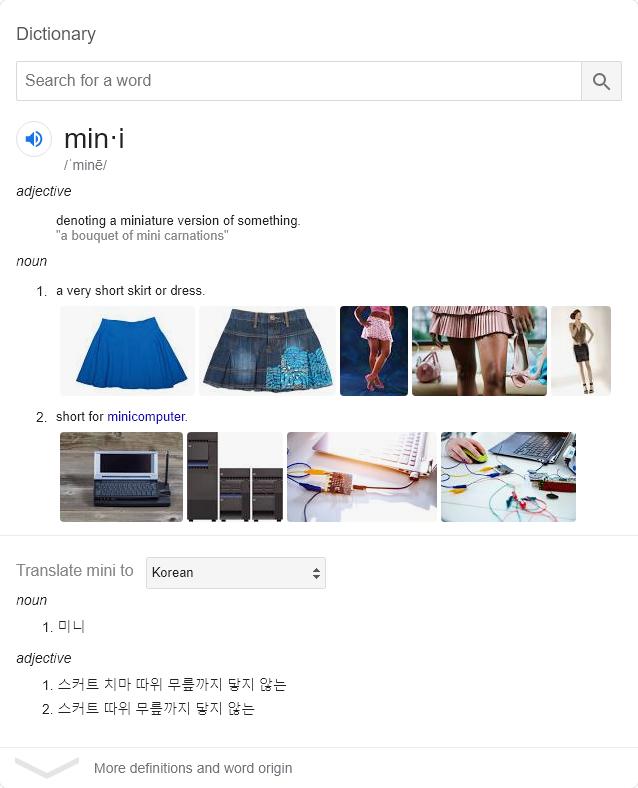 Dictionary
Search for a word
min·i
/ˈminē/
adjective
denoting a miniature version of something.
"a bouquet of mini carnations"
noun
1. a very short skirt or dress.
2. short for minicomputer.
Translate mini to Korean
noun
1. 미니
adjective
1. 스커트 치마 따위 무릎까지 닿지 않는
2. 스커트 따위 무릎까지 닿지 않는
More definitions and word origin